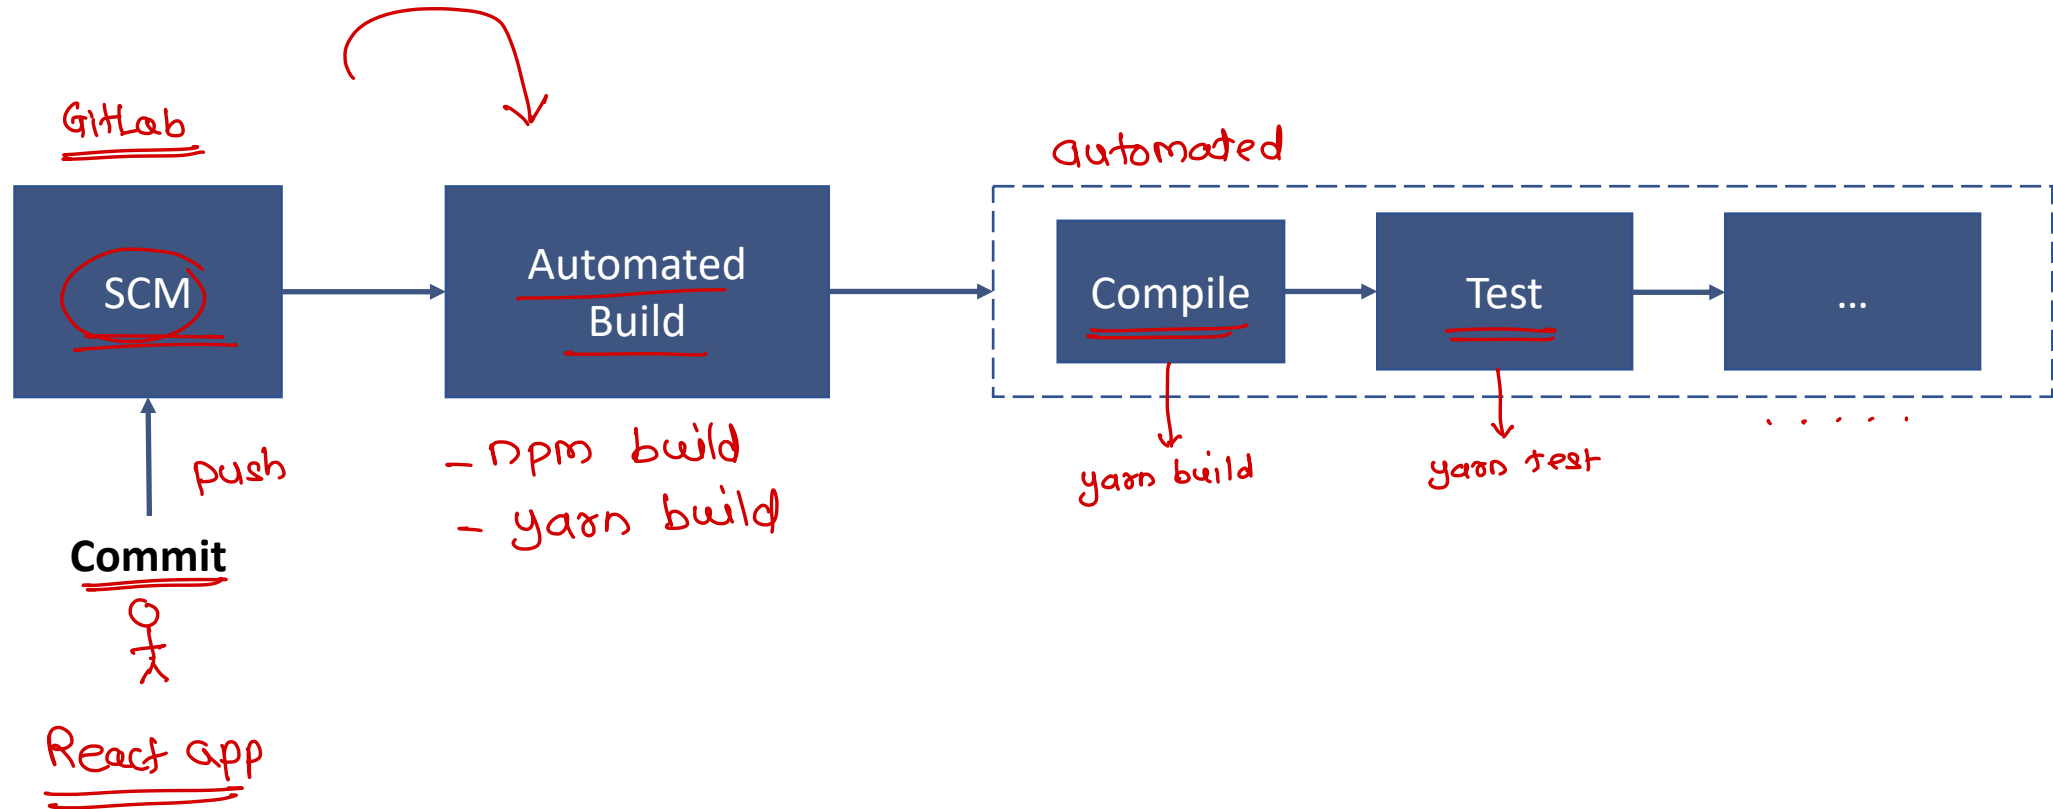 GitLab
SCM
push
Commit
React app
Automated
Build
- npm build
- yarn build
automated
Compile
yarn build
Test
yarn test
...
.....